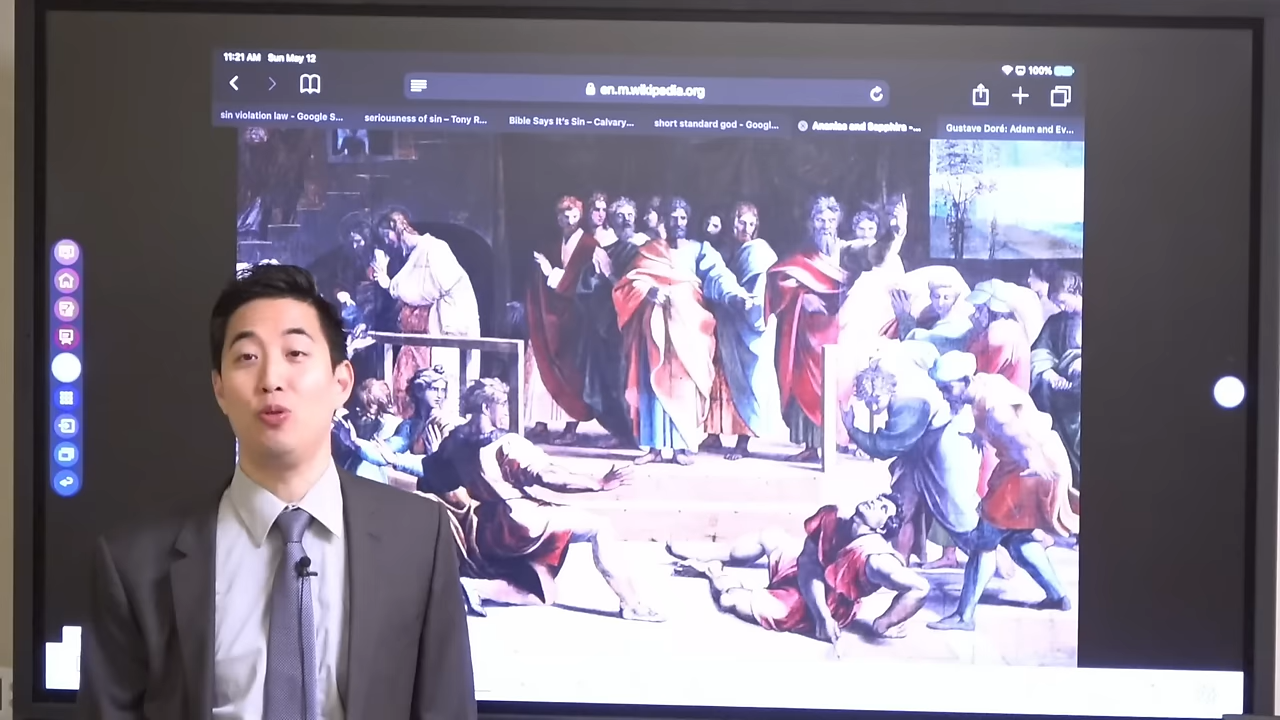 11:21 AM Sun May 12
100%
en.m.wikipedia.org
sin violation law - Google S...
seriousness of sin – Tony R...
Bible Says It's Sin – Calvary...
short standard god - Googl...
Ananias and Sapphira -...
Gustave Doré: Adam and Ev...